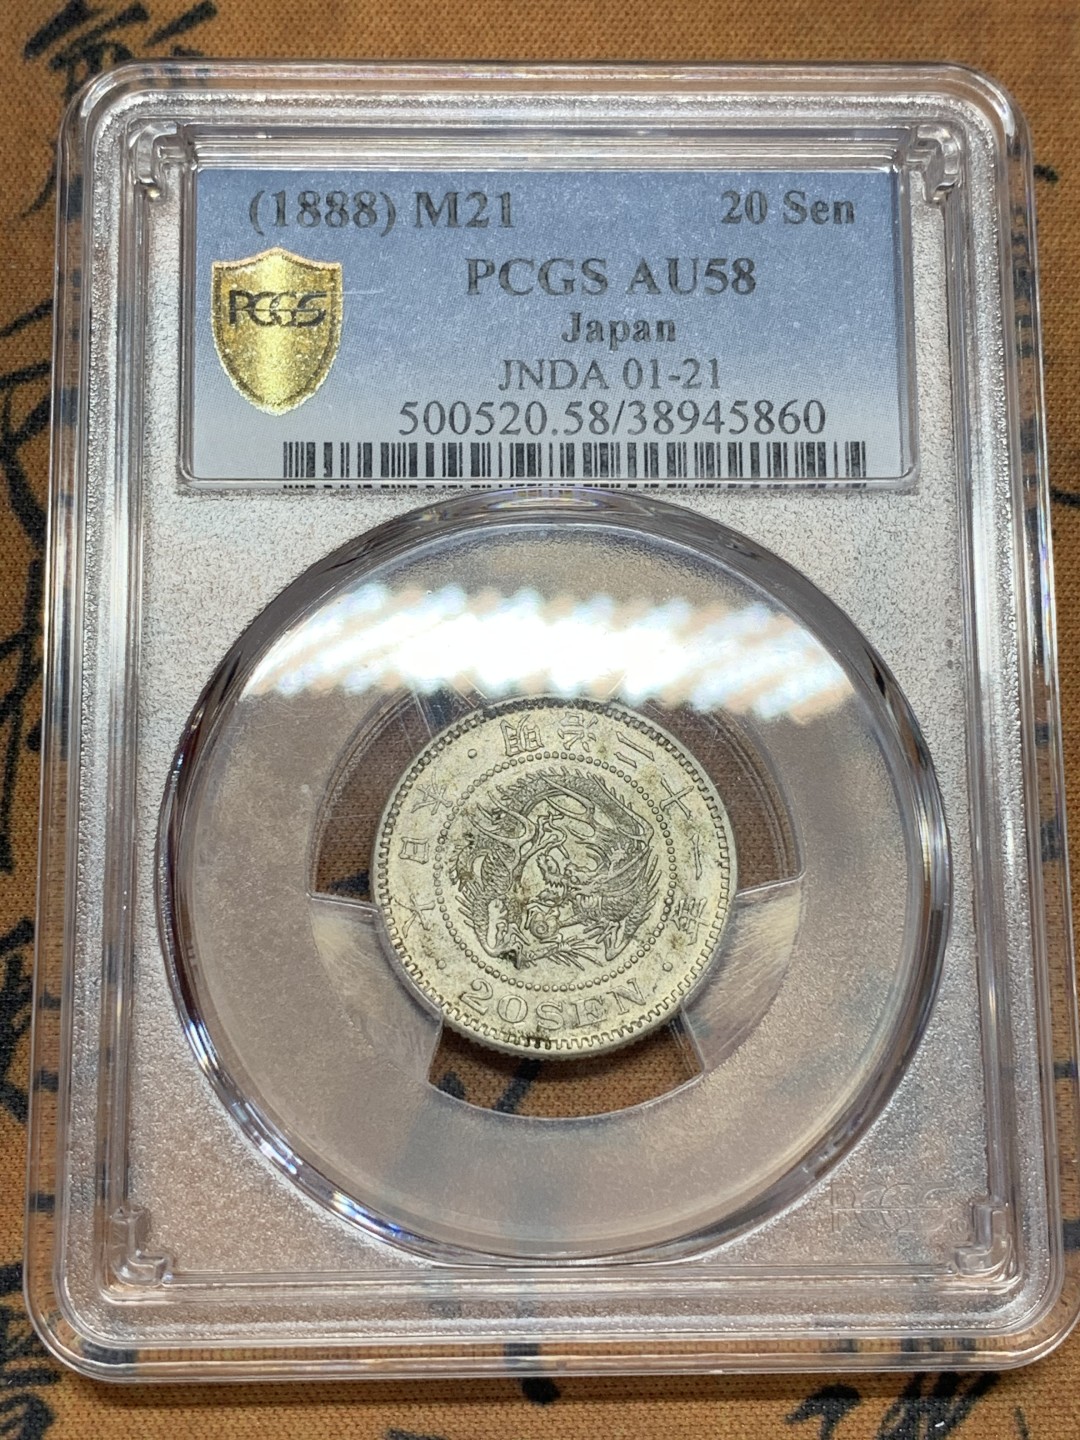 (1888) M21 20 Sen
PCGS AU58
PCGS
Japan
JNDA 01-21
500520.58/38945860
大日本 · 明治二十一年 ·
20 SEN
PCGS